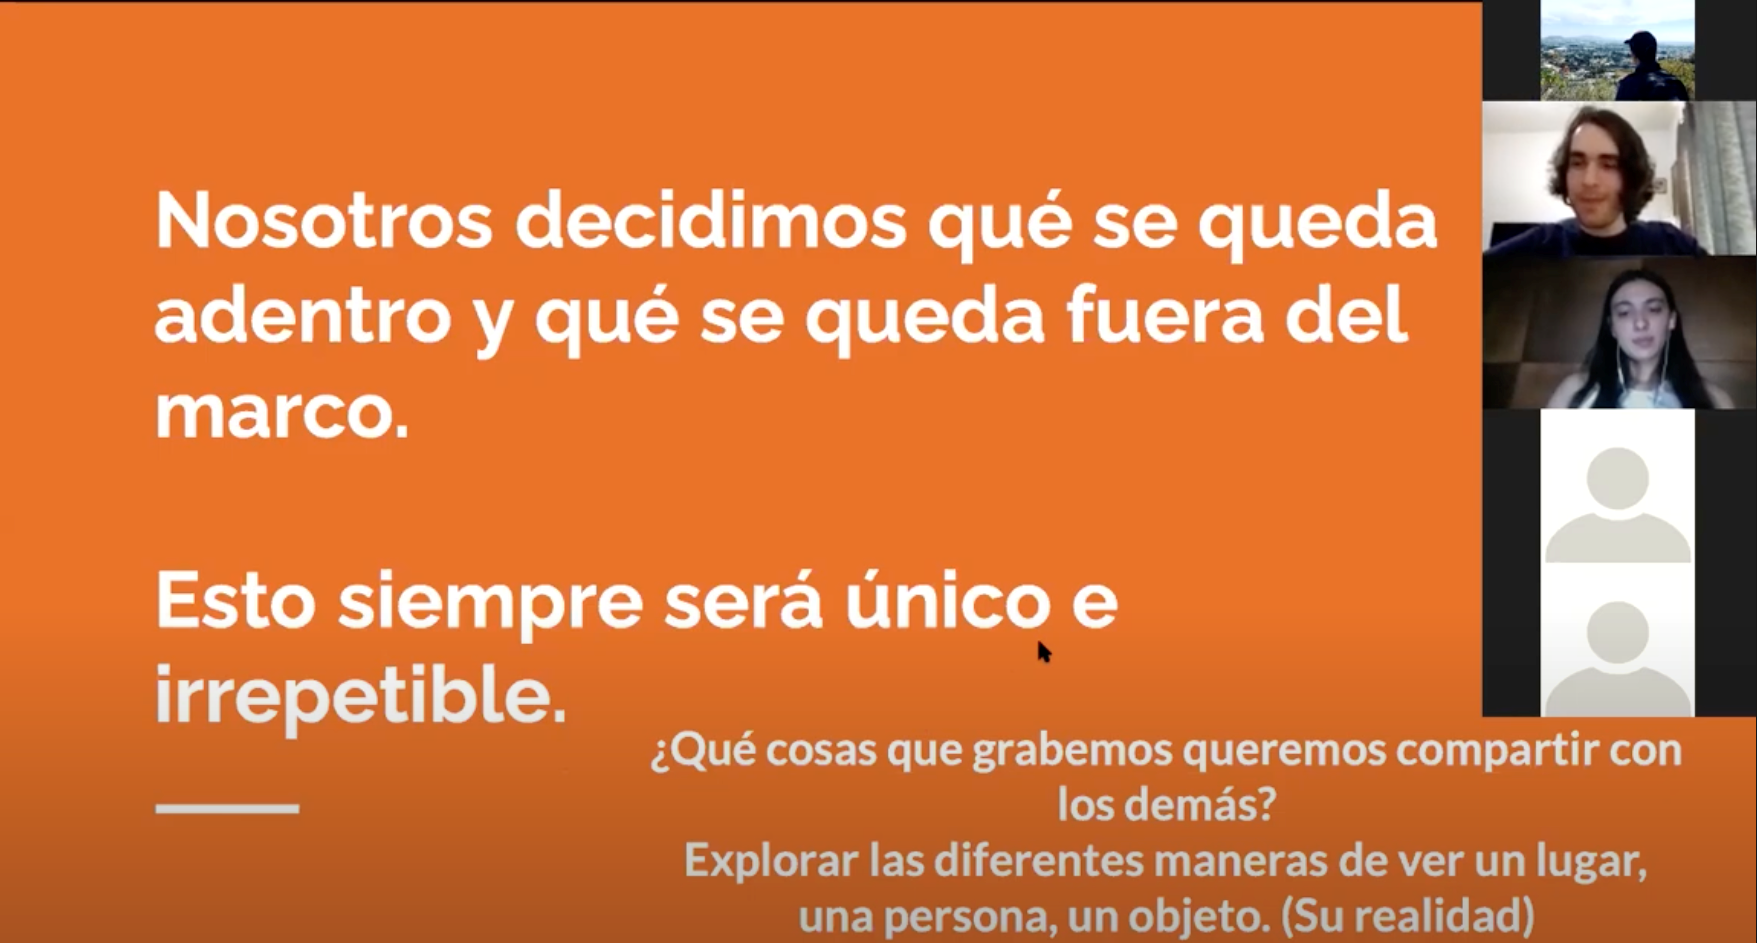 Nosotros decidimos qué se queda
adentro y qué se queda fuera del
marco.
Esto siempre será único e
irrepetible.
¿Qué cosas que grabemos queremos compartir con
los demás?
Explorar las diferentes maneras de ver un lugar,
una persona, un objeto. (Su realidad)